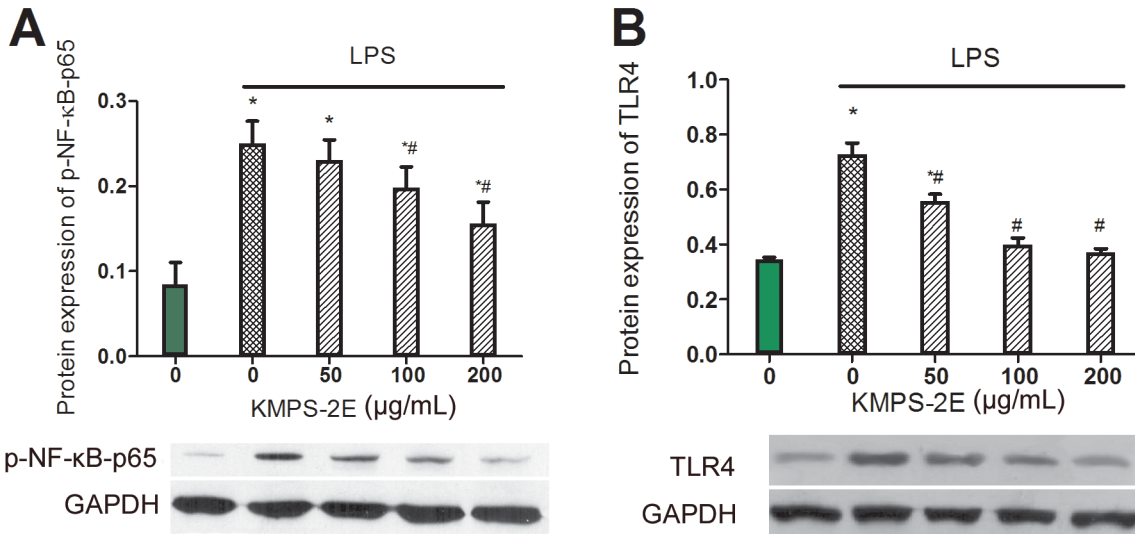 A
Protein expression of p-NF-κB-p65
LPS
0.3
0.2
0.1
0.0
*
*
*#
*#
0 0 50 100 200
KMPS-2E (µg/mL)
p-NF-κB-p65
GAPDH
B
Protein expression of TLR4
LPS
1.0
0.8
0.6
0.4
0.2
0.0
*
*#
#
#
0 0 50 100 200
KMPS-2E (µg/mL)
TLR4
GAPDH